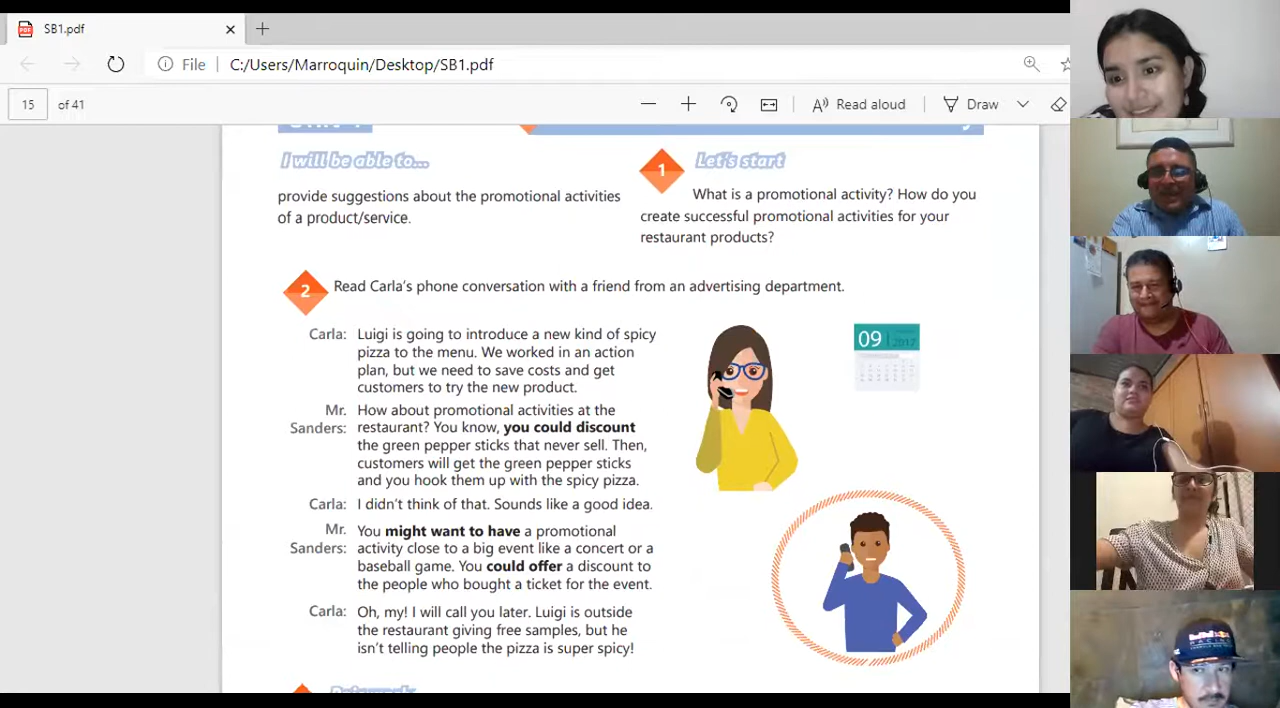 SB1.pdf
File
C:/Users/Marroquin/Desktop/SB1.pdf
15 of 41
Read aloud
Draw
I will be able to...
provide suggestions about the promotional activities
of a product/service.
1
Let's start
What is a promotional activity? How do you
create successful promotional activities for your
restaurant products?
2
Read Carla's phone conversation with a friend from an advertising department.
Carla: Luigi is going to introduce a new kind of spicy
pizza to the menu. We worked in an action
plan, but we need to save costs and get
customers to try the new product.
Mr. How about promotional activities at the
Sanders: restaurant? You know, you could discount
the green pepper sticks that never sell. Then,
customers will get the green pepper sticks
and you hook them up with the spicy pizza.
Carla: I didn't think of that. Sounds like a good idea.
Mr. You might want to have a promotional
Sanders: activity close to a big event like a concert or a
baseball game. You could offer a discount to
the people who bought a ticket for the event.
Carla: Oh, my! I will call you later. Luigi is outside
the restaurant giving free samples, but he
isn't telling people the pizza is super spicy!
09
2017
Red Bull
RACING